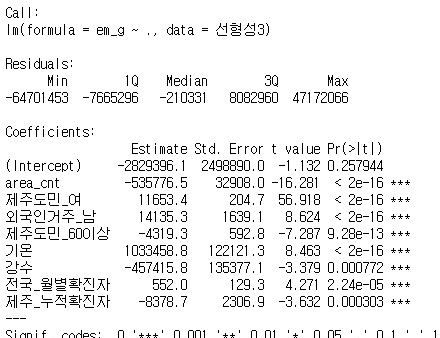 Call:
lm(formula = em_g ~ ., data = 선형성3)
Residuals:
Min 1Q Median 3Q Max
-64701453 -7665296 -210331 8082960 47172066
Coefficients:
Estimate Std. Error t value Pr(>|t|)
(Intercept) -2829396.1 2498890.0 -1.132 0.257944
area_cnt -535776.5 32908.0 -16.281 < 2e-16 ***
제주도민_여 11653.4 204.7 56.918 < 2e-16 ***
외국인거주_남 14135.3 1639.1 8.624 < 2e-16 ***
제주도민_60이상 -4319.3 592.8 -7.287 9.28e-13 ***
기온 1033458.8 122121.3 8.463 < 2e-16 ***
강수 -457415.8 135377.1 -3.379 0.000772 ***
전국_월별확진자 552.0 129.3 4.271 2.24e-05 ***
제주_누적확진자 -8378.7 2306.9 -3.632 0.000303 ***
---
Signif. codes: 0 '***' 0.001 '**' 0.01 '*' 0.05 '.' 0.1 ' ' 1